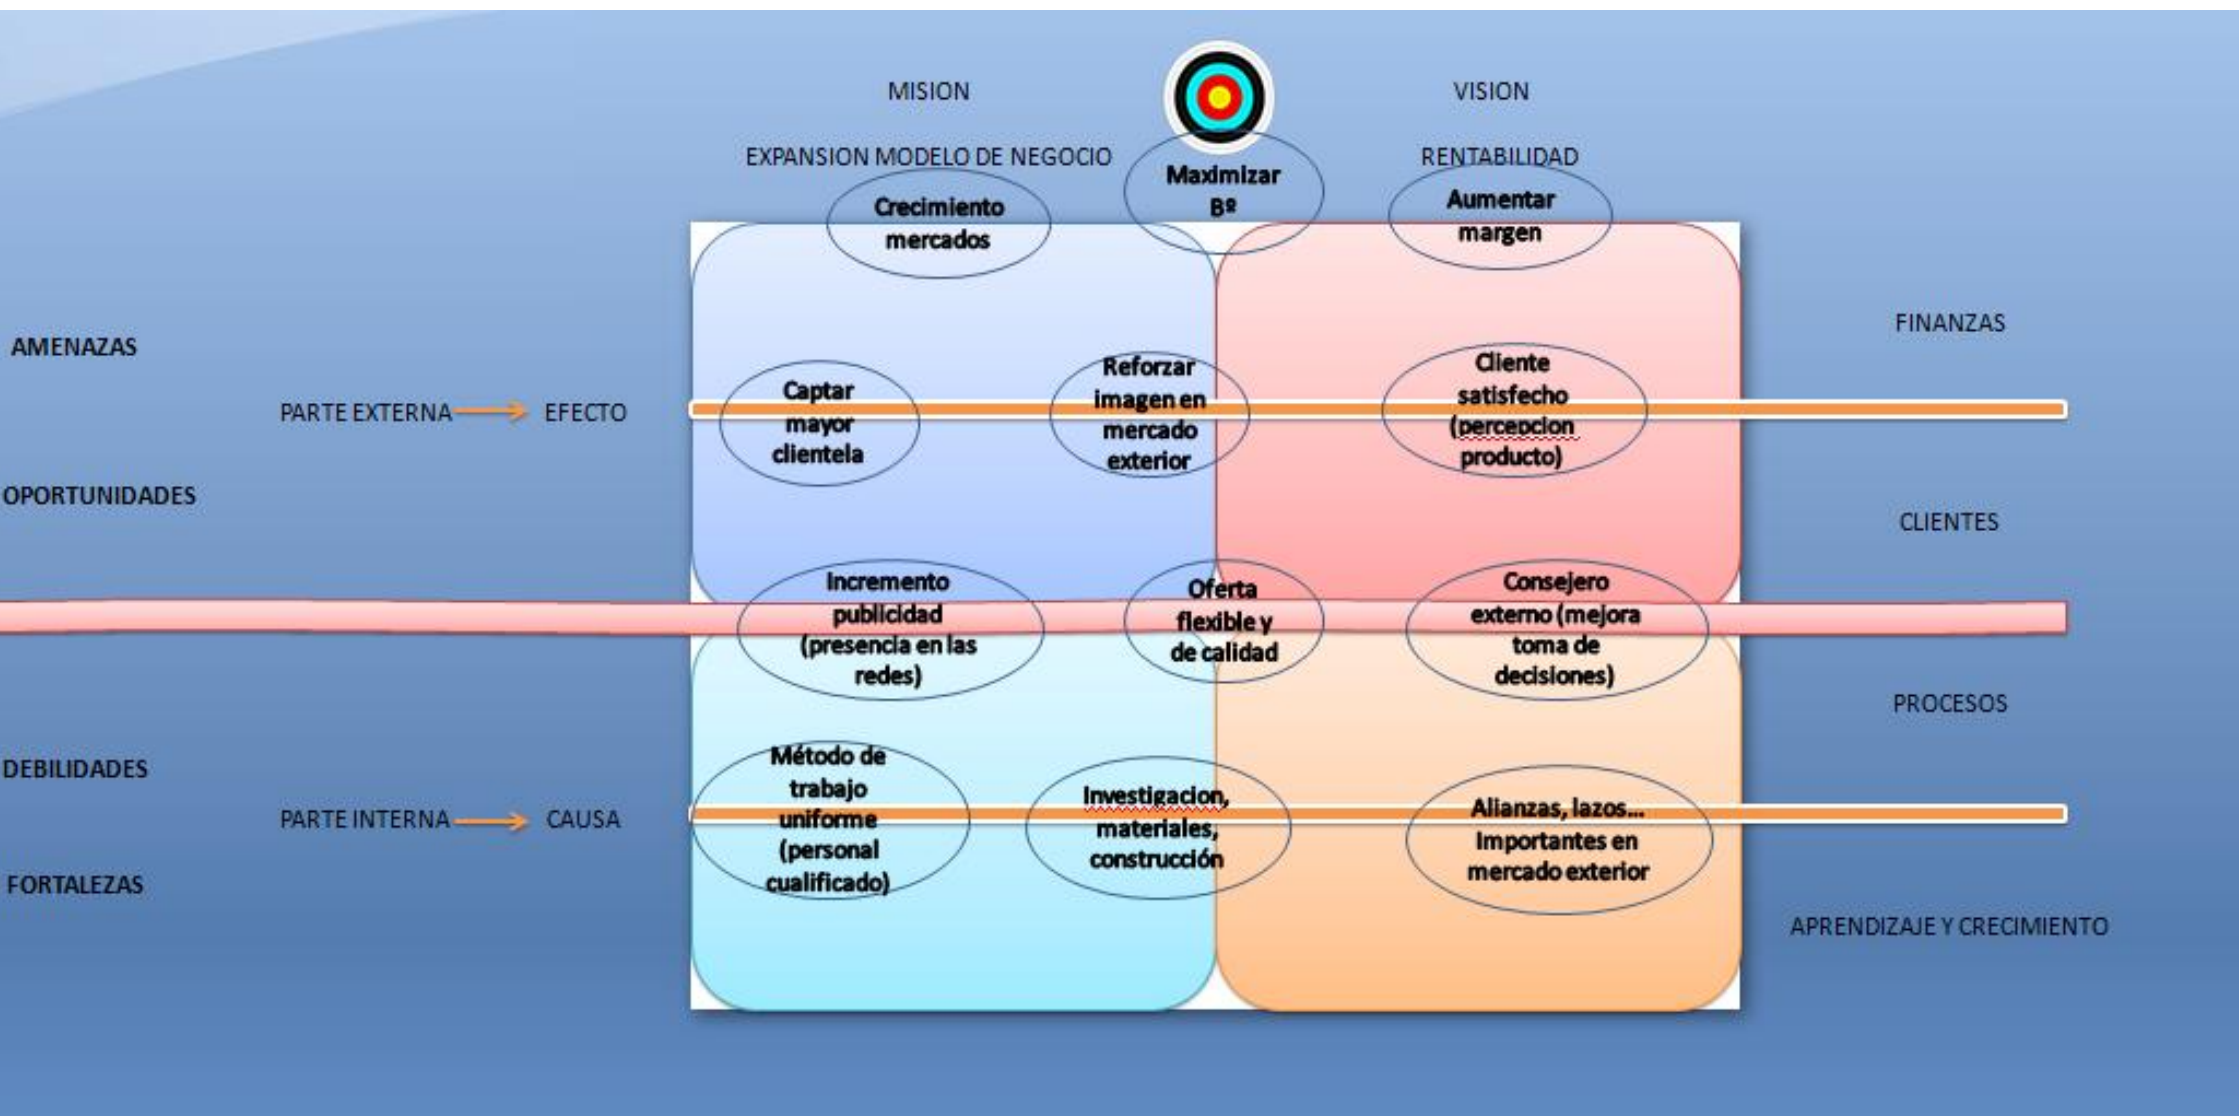 MISION
VISION
EXPANSION MODELO DE NEGOCIO
RENTABILIDAD
Maximizar
Bº
Crecimiento
mercados
Aumentar
margen
FINANZAS
AMENAZAS
PARTE EXTERNA
EFECTO
Captar
mayor
clientela
Reforzar
imagen en
mercado
exterior
Cliente
satisfecho
(percepcion
producto)
OPORTUNIDADES
CLIENTES
Incremento
publicidad
(presencia en las
redes)
Oferta
flexible y
de calidad
Consejero
externo (mejora
toma de
decisiones)
PROCESOS
DEBILIDADES
PARTE INTERNA
CAUSA
Método de
trabajo
uniforme
(personal
cualificado)
Investigacion,
materiales,
construcción
Alianzas, lazos...
Importantes en
mercado exterior
FORTALEZAS
APRENDIZAJE Y CRECIMIENTO